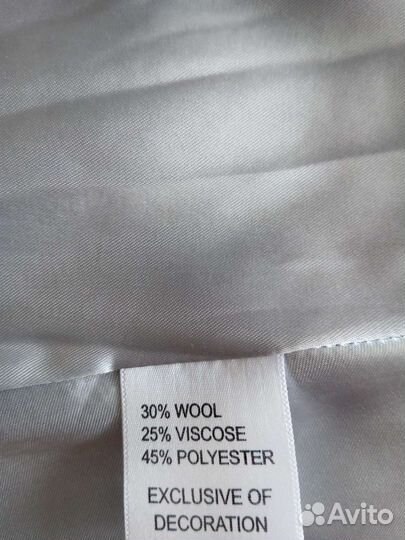 30% WOOL
25% VISCOSE
45% POLYESTER
EXCLUSIVE OF
DECORATION
Avito